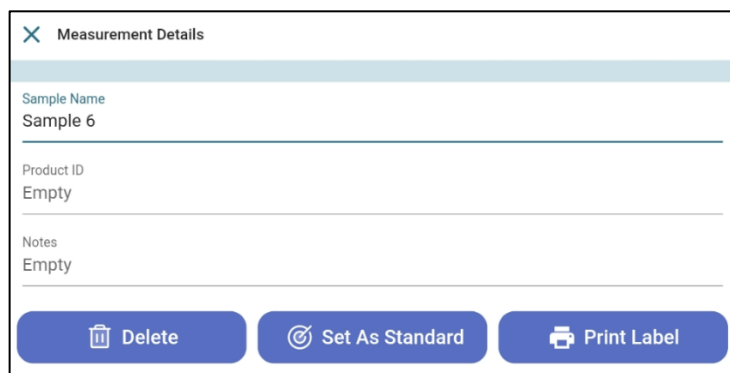 Measurement Details
Sample Name
Sample 6
Product ID
Empty
Notes
Empty
Delete
Set As Standard
Print Label